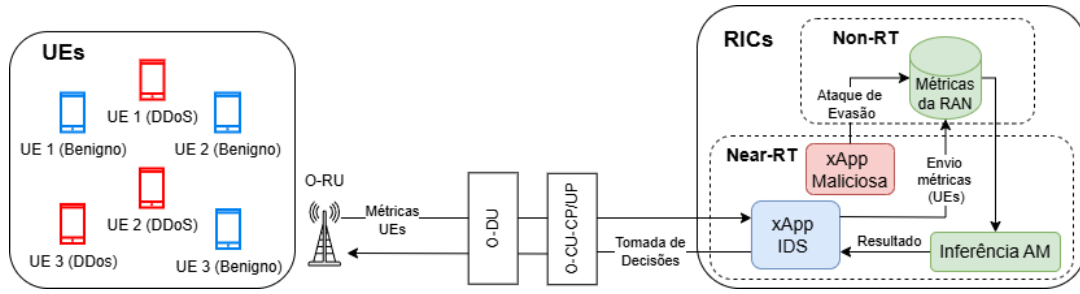 UEs
UE 1 (DDoS)
UE 1 (Benigno)
UE 2 (Benigno)
UE 2 (DDoS)
UE 3 (DDos)
UE 3 (Benigno)
O-RU
Métricas
UEs
O-DU
O-CU-CP/UP
Tomada de
Decisões
RICs
Non-RT
Métricas
da RAN
Ataque de
Evasão
Near-RT
xApp
Maliciosa
Envio
métricas
(UEs)
xApp
IDS
Resultado
Inferência AM